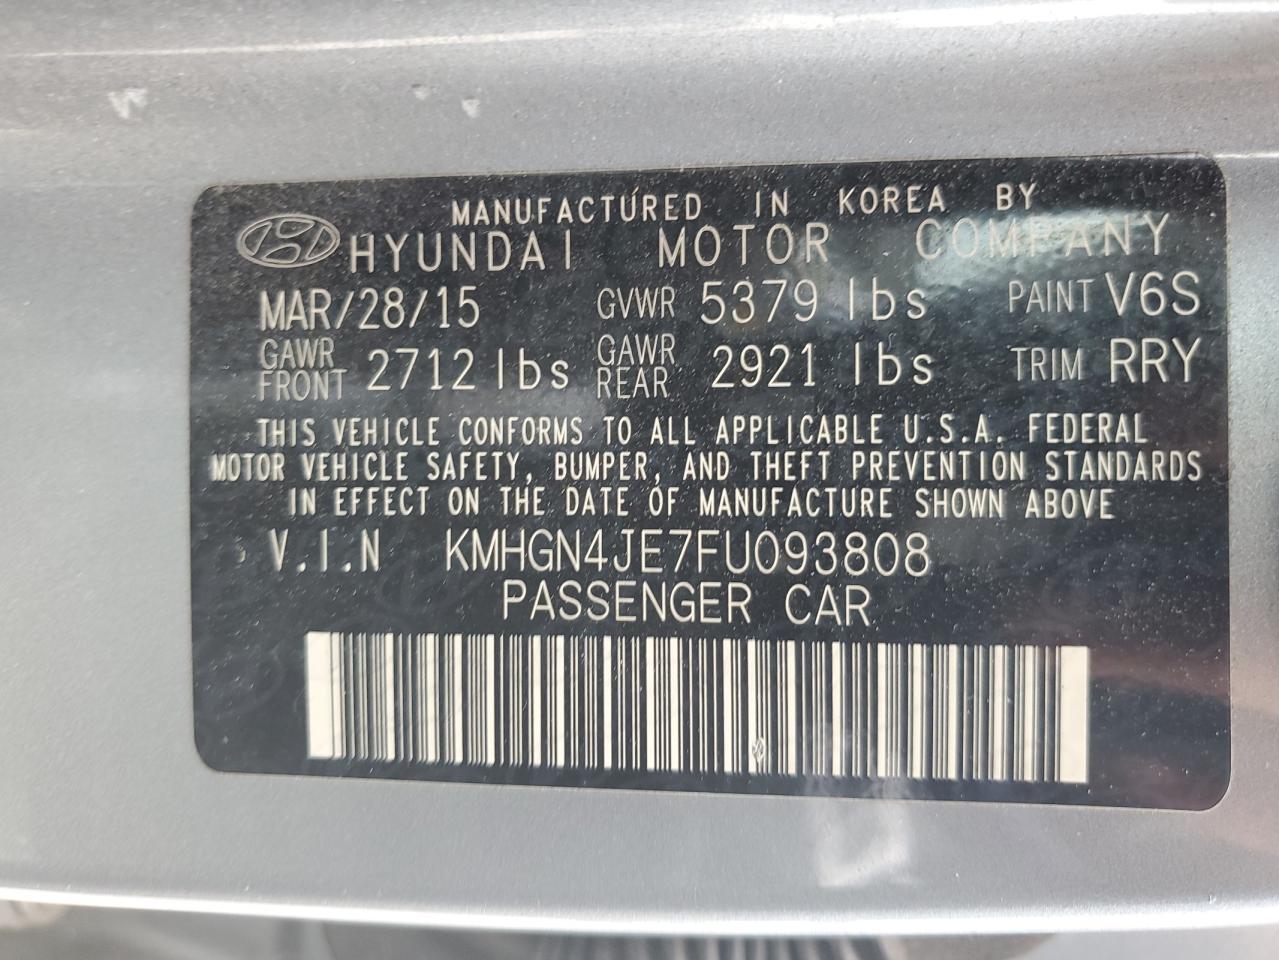 MANUFACTURED IN KOREA BY
HYUNDAI MOTOR COMPANY
MAR/28/15 GVWR 5379 lbs PAINT V6S
GAWR FRONT 2712 lbs GAWR REAR 2921 lbs TRIM RRY
THIS VEHICLE CONFORMS TO ALL APPLICABLE U.S.A. FEDERAL
MOTOR VEHICLE SAFETY, BUMPER, AND THEFT PREVENTION STANDARDS
IN EFFECT ON THE DATE OF MANUFACTURE SHOWN ABOVE
V.I.N KMHGN4JE7FU093808
PASSENGER CAR